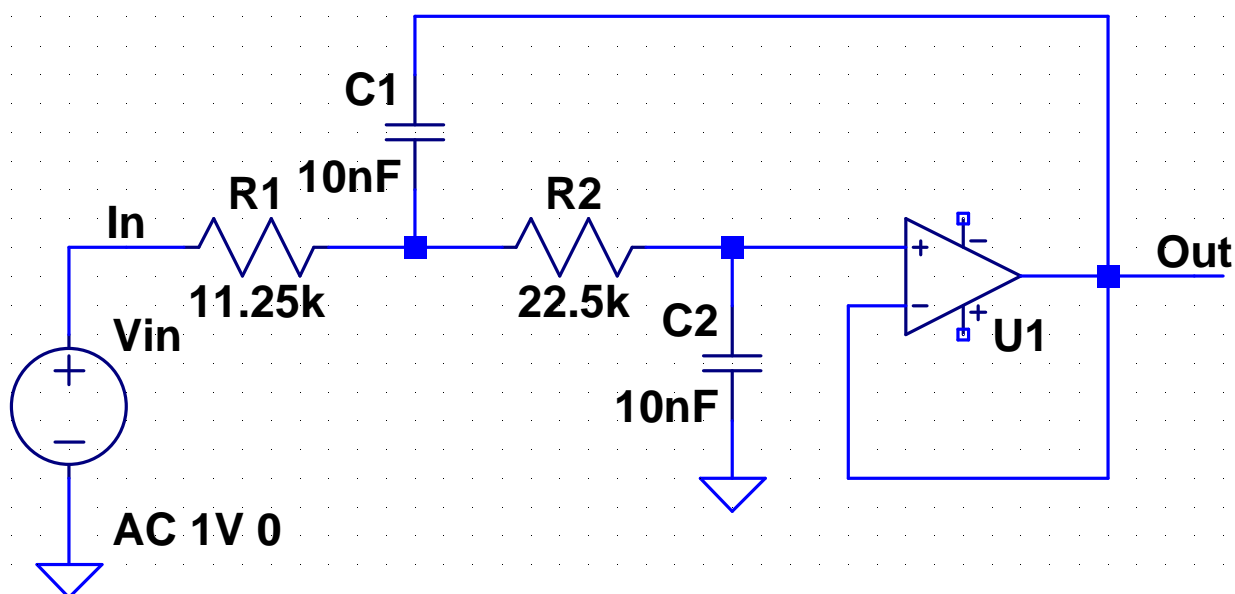 C1
10nF
R1
R2
In
11.25k
22.5k
Vin
C2
10nF
U1
Out
AC 1V 0